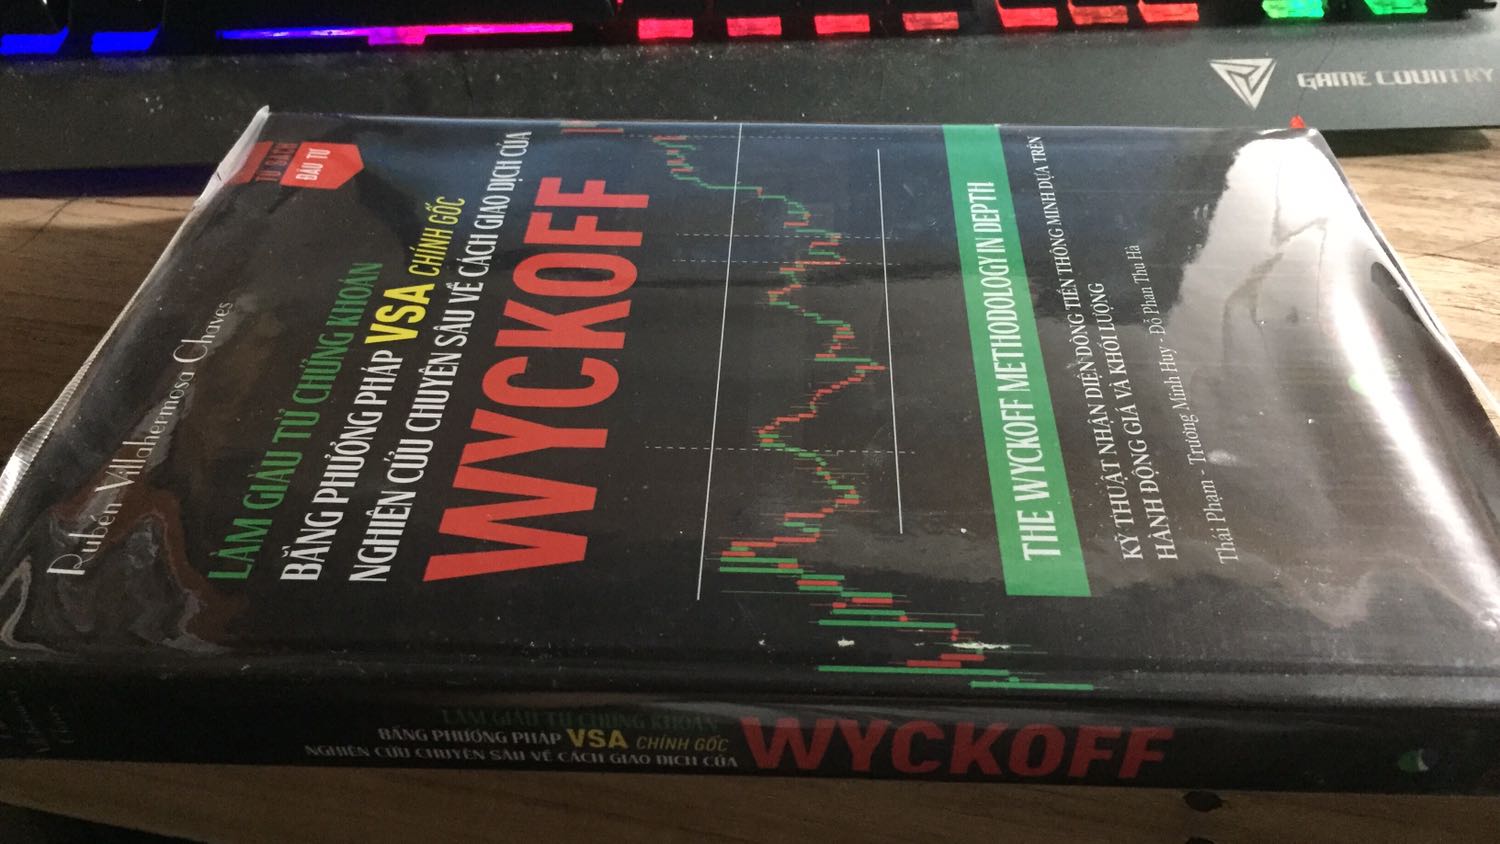 GAME COUNTRY
TỦ SÁCH
ĐẦU TƯ
Rubén Villahermosa Chaves
LÀM GIÀU TỪ CHỨNG KHOÁN
BẰNG PHƯƠNG PHÁP VSA CHÍNH GỐC
NGHIÊN CỨU CHUYÊN SÂU VỀ CÁCH GIAO DỊCH CỦA
WYCKOFF
THE WYCKOFF METHODOLOGY IN DEPTH
KỸ THUẬT NHẬN DIỆN DÒNG TIỀN THÔNG MINH DỰA TRÊN
HÀNH ĐỘNG GIÁ VÀ KHỐI LƯỢNG
Thái Phạm - Trương Minh Huy - Đỗ Phan Thu Hà
LÀM GIÀU TỪ CHỨNG KHOÁN
BẰNG PHƯƠNG PHÁP VSA CHÍNH GỐC
NGHIÊN CỨU CHUYÊN SÂU VỀ CÁCH GIAO DỊCH CỦA
WYCKOFF